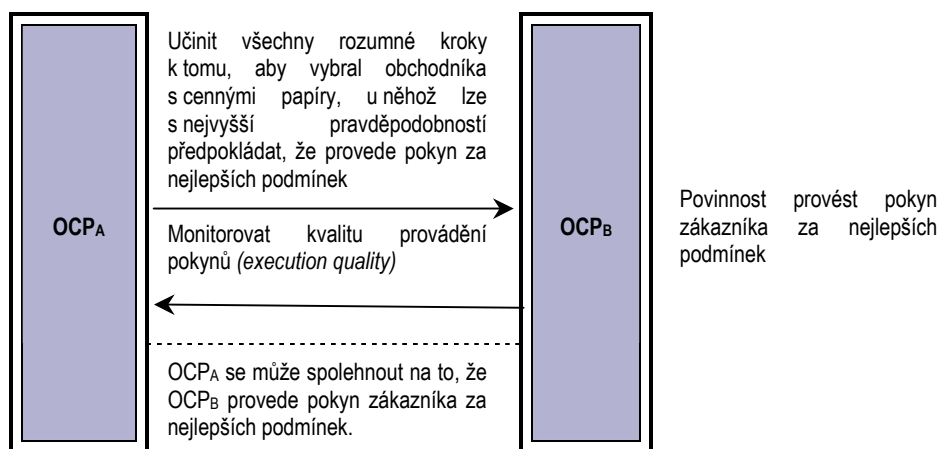 Učinit všechny rozumné kroky
k tomu, aby vybral obchodníka
s cennými papíry, u něhož lze
s nejvyšší pravděpodobností
předpokládat, že provede pokyn za
nejlepších podmínek
OCPA
Monitorovat kvalitu provádění
pokynů (execution quality)
OCPA se může spolehnout na to, že
OCPB provede pokyn zákazníka za
nejlepších podmínek.
OCPB
Povinnost provést pokyn
zákazníka za nejlepších
podmínek